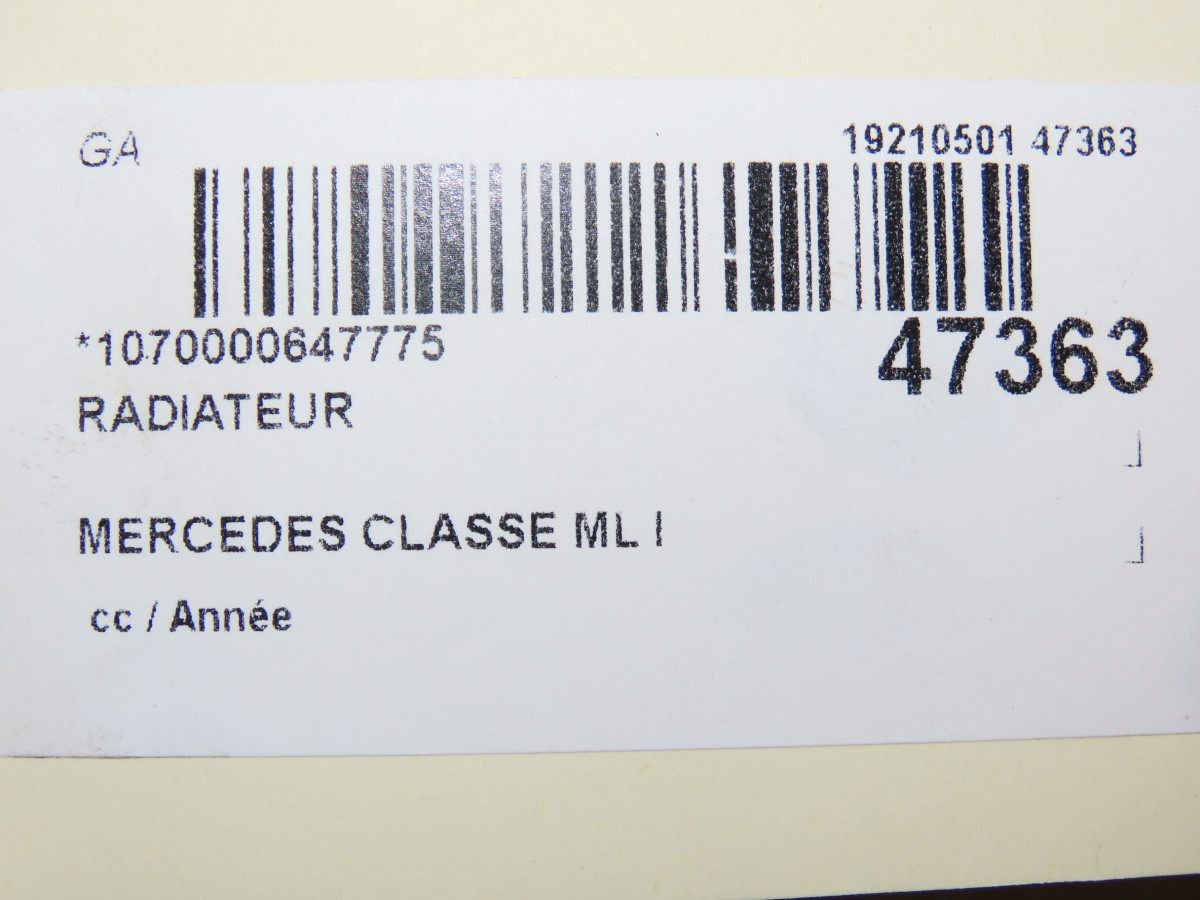 GA
19210501 47363
*1070000647775
47363
RADIATEUR
MERCEDES CLASSE ML I
cc / Année